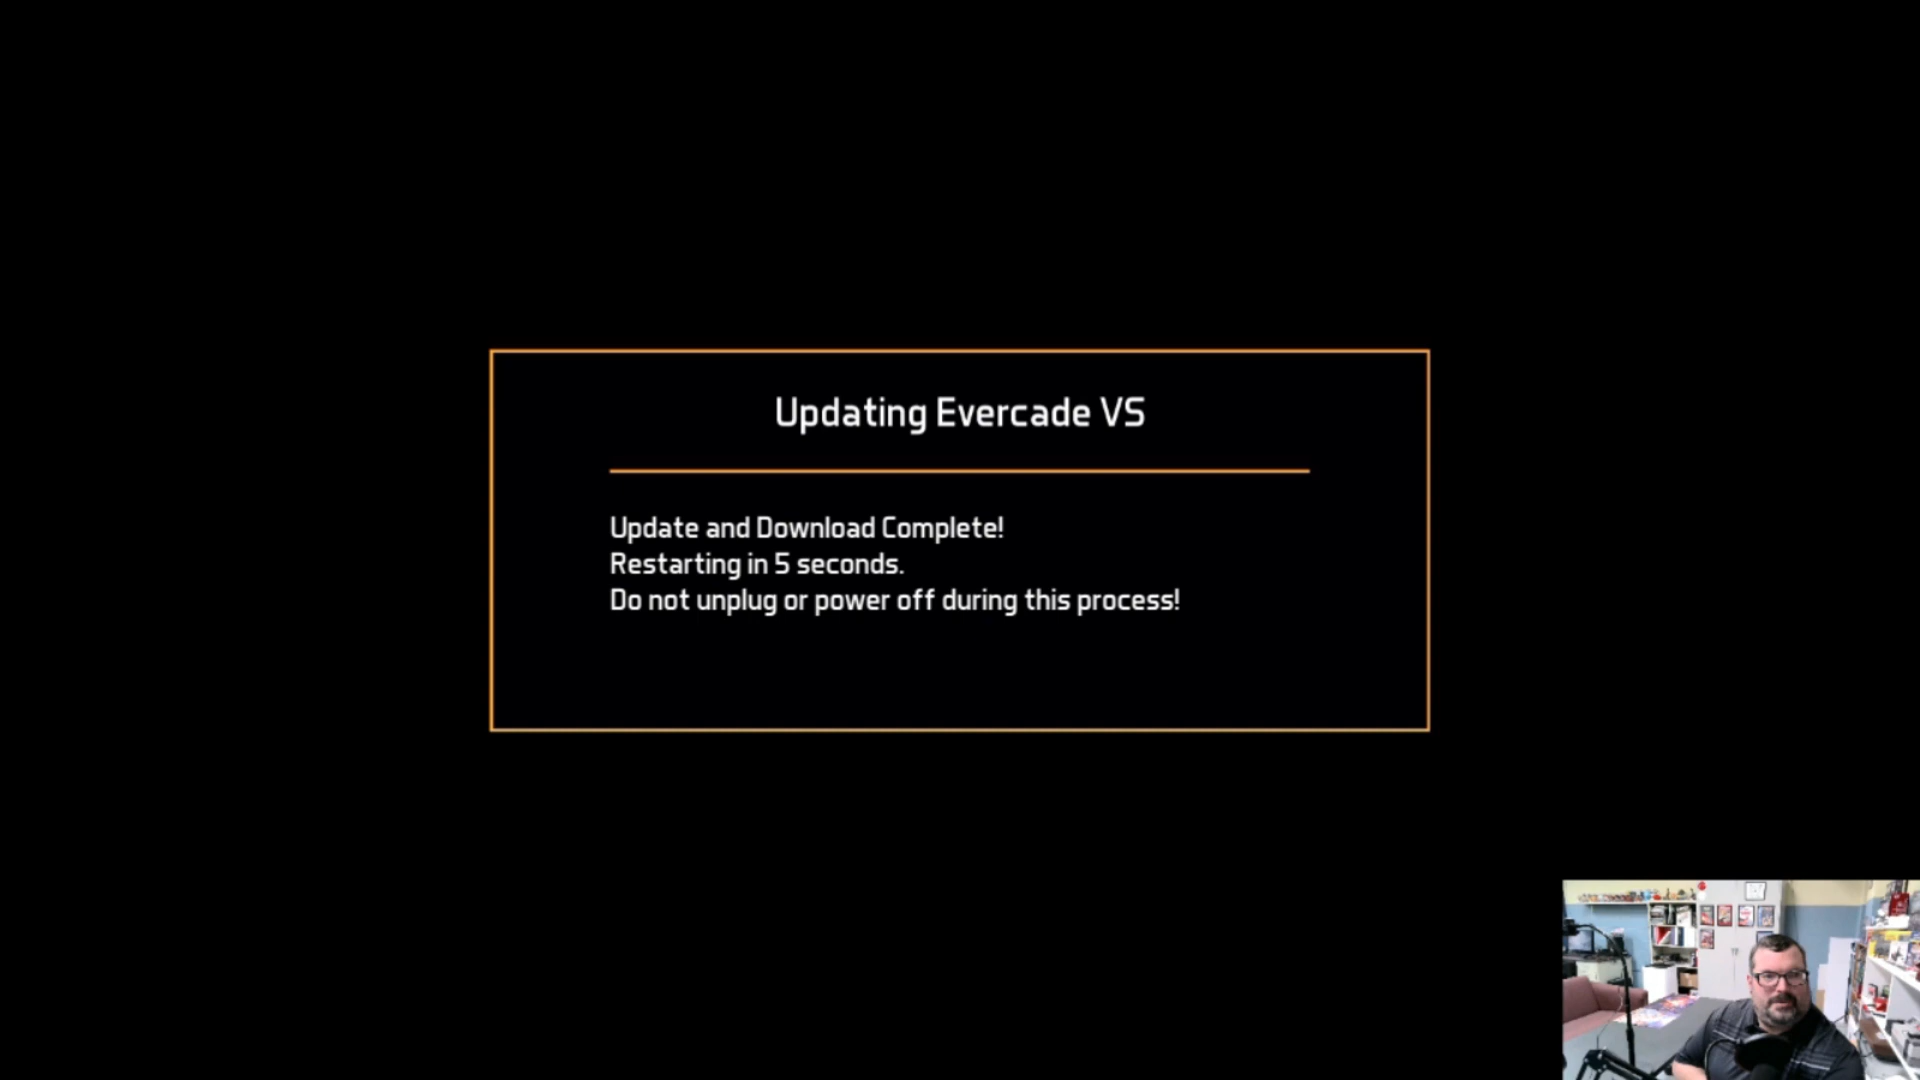 Updating Evercade VS
Update and Download Complete!
Restarting in 5 seconds.
Do not unplug or power off during this process!